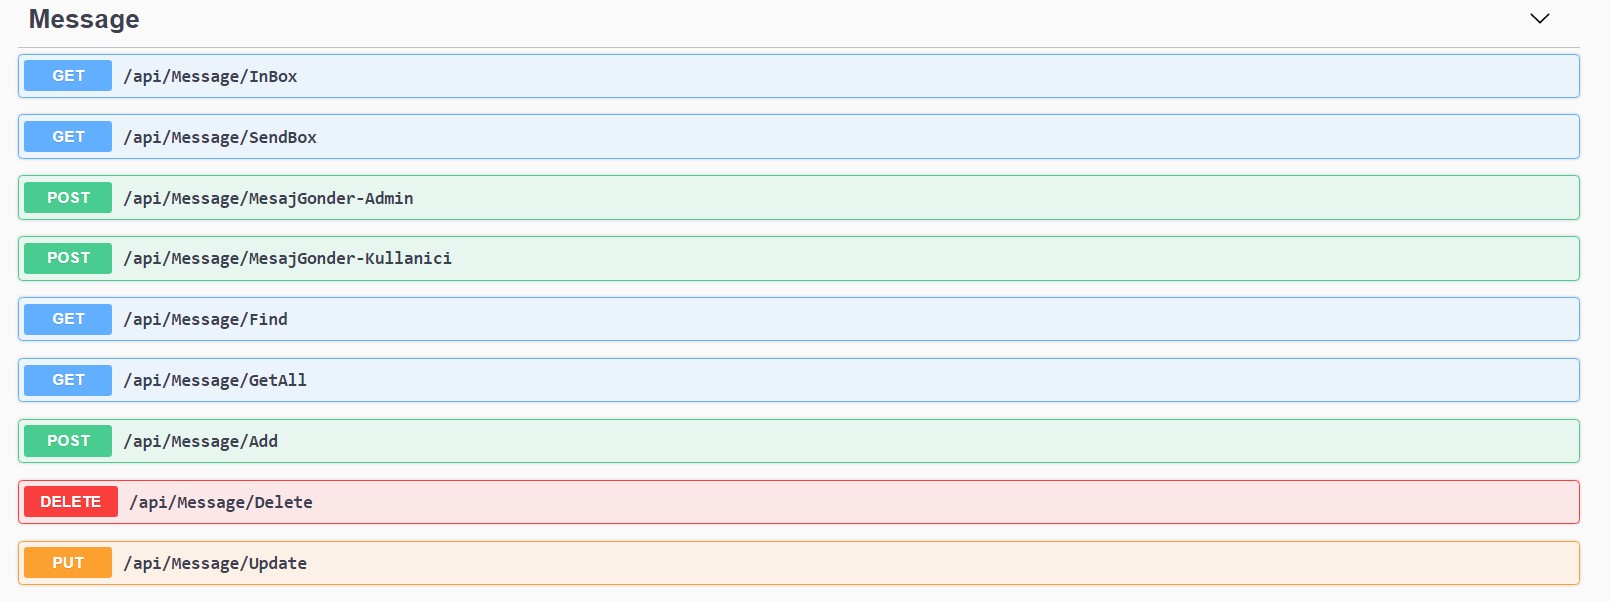 Message
GET /api/Message/InBox
GET /api/Message/SendBox
POST /api/Message/MesajGonder-Admin
POST /api/Message/MesajGonder-Kullanici
GET /api/Message/Find
GET /api/Message/GetAll
POST /api/Message/Add
DELETE /api/Message/Delete
PUT /api/Message/Update